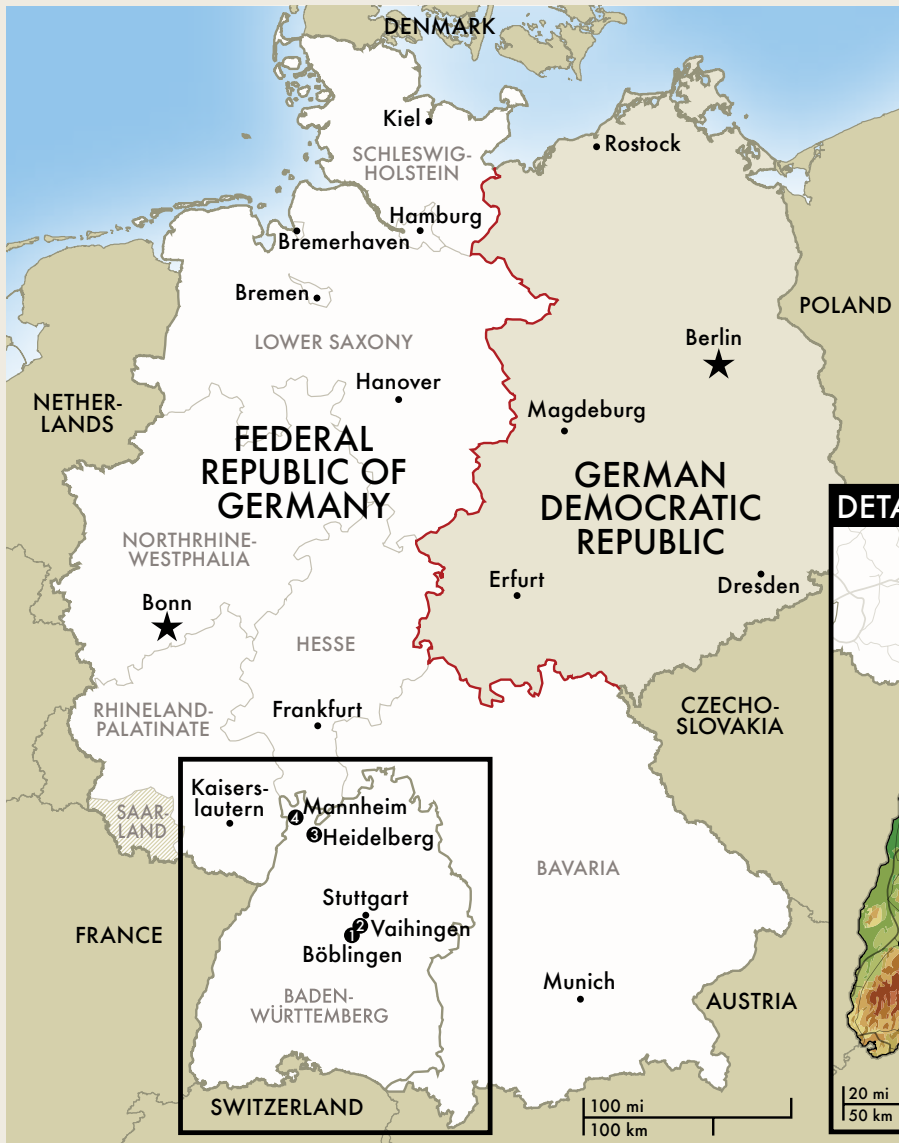 DENMARK
Kiel
SCHLESWIG-
HOLSTEIN
Rostock
Hamburg
Bremerhaven
Bremen
POLAND
LOWER SAXONY
Berlin
Hanover
NETHER-
LANDS
Magdeburg
FEDERAL
REPUBLIC OF
GERMANY
GERMAN
DEMOCRATIC
REPUBLIC
DETA
NORTHRHINE-
WESTPHALIA
Erfurt
Dresden
Bonn
HESSE
RHINELAND-
PALATINATE
Frankfurt
CZECHO-
SLOVAKIA
Kaisers-
lautern
SAAR-
LAND
4 Mannheim
3 Heidelberg
BAVARIA
Stuttgart
2 Vaihingen
1
Böblingen
FRANCE
Munich
BADEN-
WÜRTTEMBERG
AUSTRIA
SWITZERLAND
100 mi
100 km
20 mi
50 km